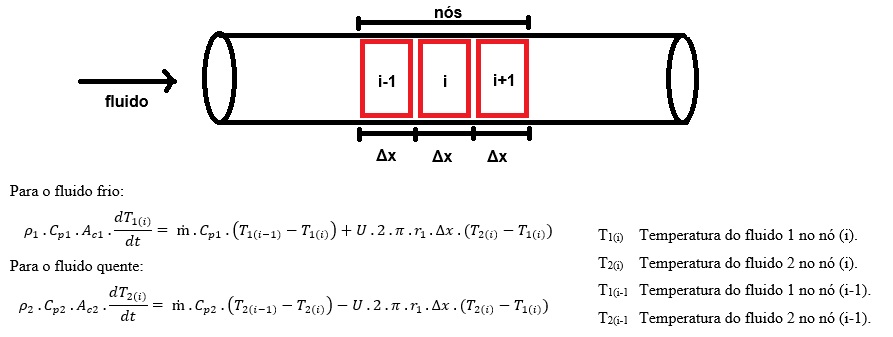 nós
i-1 i i+1
fluido
Δx Δx Δx
Para o fluido frio:
ρ₁ . Cₚ₁ . A꜀₁ . dT₁₍ᵢ₎/dt = ṁ . Cₚ₁ . (T₁₍ᵢ₋₁₎ − T₁₍ᵢ₎) + U . 2 . π . r₁ . Δx . (T₂₍ᵢ₎ − T₁₍ᵢ₎)
Para o fluido quente:
ρ₂ . Cₚ₂ . A꜀₂ . dT₂₍ᵢ₎/dt = ṁ . Cₚ₂ . (T₂₍ᵢ₋₁₎ − T₂₍ᵢ₎) − U . 2 . π . r₁ . Δx . (T₂₍ᵢ₎ − T₁₍ᵢ₎)
T1(i) Temperatura do fluido 1 no nó (i).
T2(i) Temperatura do fluido 2 no nó (i).
T1(i-1 Temperatura do fluido 1 no nó (i-1).
T2(i-1 Temperatura do fluido 2 no nó (i-1).